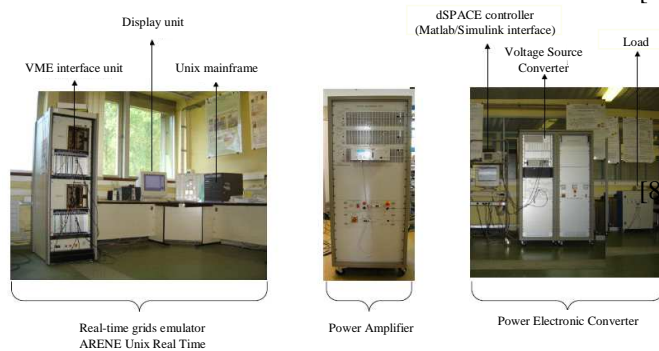 Display unit
VME interface unit
Unix mainframe
dSPACE controller
(Matlab/Simulink interface)
Voltage Source
Converter
Load
[8
Real-time grids emulator
ARENE Unix Real Time
Power Amplifier
Power Electronic Converter